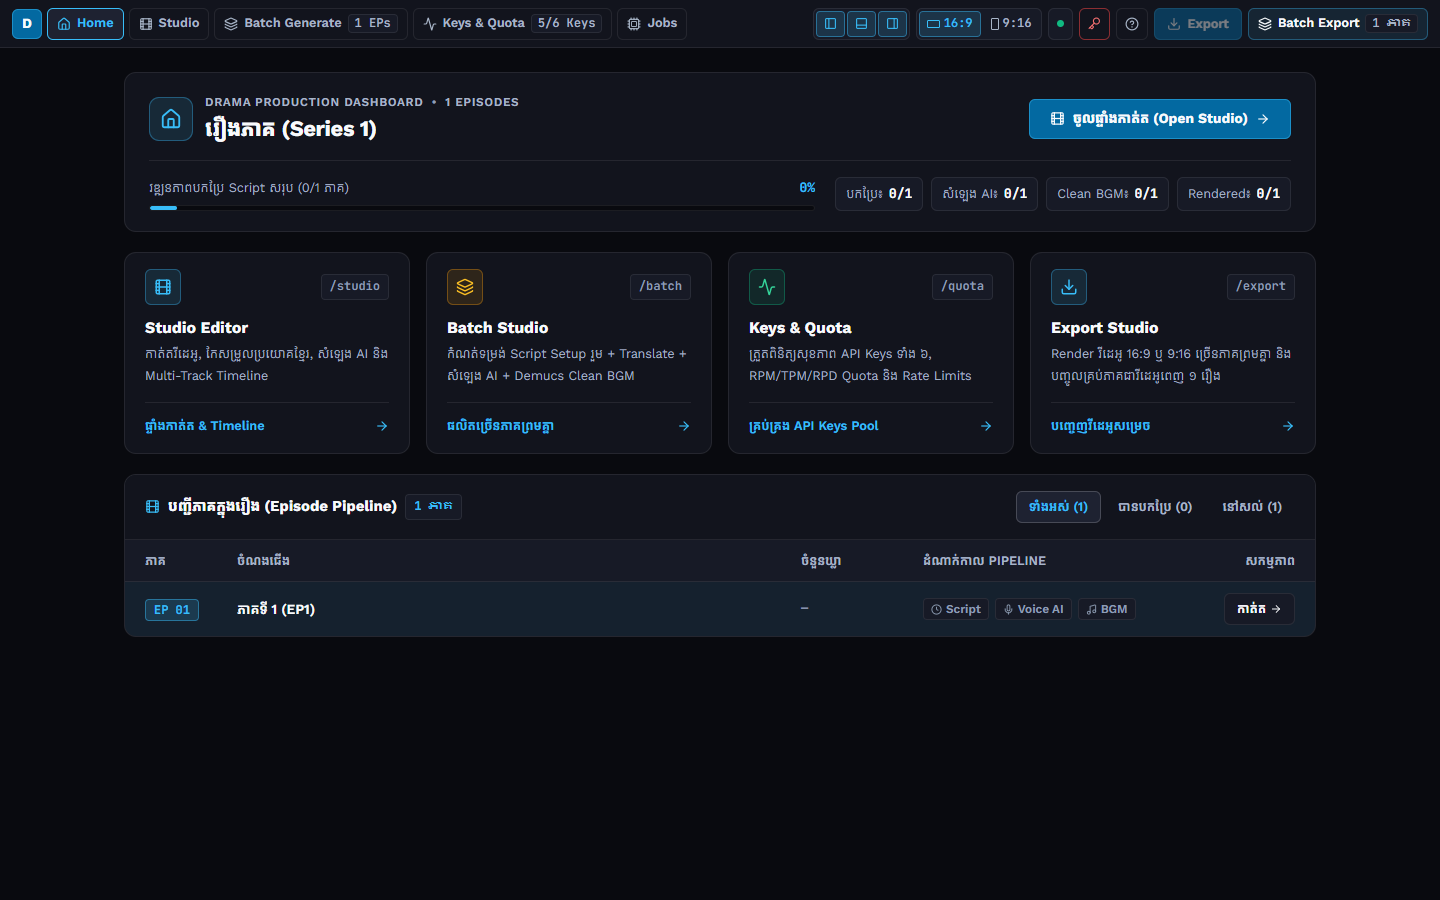 D Home Studio Batch Generate 1 EPs Keys & Quota 5/6 Keys Jobs 16:9 9:16 Export Batch Export 1 ភាគ
DRAMA PRODUCTION DASHBOARD • 1 EPISODES
រឿងភាគ (Series 1)
ចូលផ្ទាំងកាត់ត (Open Studio)
វឌ្ឍនភាពបកប្រែ Script សរុប (0/1 ភាគ) 0%
បកប្រែ៖ 0/1
សំឡេង AI៖ 0/1
Clean BGM៖ 0/1
Rendered៖ 0/1
/studio
Studio Editor
កាត់តវីដេអូ, កែសម្រួលប្រយោគខ្មែរ, សំឡេង AI និង
Multi-Track Timeline
ផ្ទាំងកាត់ត & Timeline
/batch
Batch Studio
កំណត់ទម្រង់ Script Setup រួម + Translate +
សំឡេង AI + Demucs Clean BGM
ផលិតច្រើនភាគព្រមគ្នា
/quota
Keys & Quota
ត្រួតពិនិត្យសុខភាព API Keys ទាំង ៦,
RPM/TPM/RPD Quota និង Rate Limits
គ្រប់គ្រង API Keys Pool
/export
Export Studio
Render វីដេអូ 16:9 ឬ 9:16 ច្រើនភាគព្រមគ្នា និង
បញ្ចូលគ្រប់ភាគជាវីដេអូពេញ ១ រឿង
បញ្ចេញវីដេអូសម្រេច
បញ្ជីភាគក្នុងរឿង (Episode Pipeline) 1 ភាគ
ទាំងអស់ (1) បានបកប្រែ (0) នៅសល់ (1)
ភាគ ចំណងជើង ចំនួនឃ្លា ដំណាក់កាល PIPELINE សកម្មភាព
EP 01 ភាគទី 1 (EP1) – Script Voice AI BGM កាត់ត